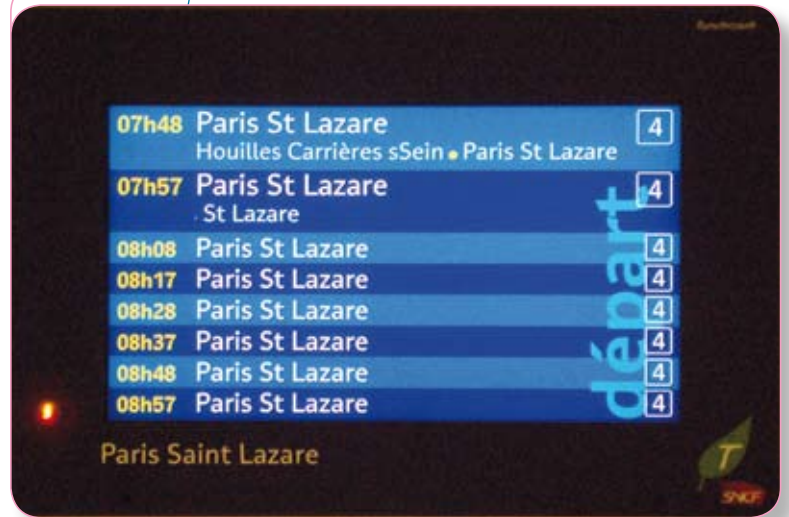 07h48 Paris St Lazare 4
Houilles Carrières sSein • Paris St Lazare
07h57 Paris St Lazare 4
St Lazare
08h08 Paris St Lazare 4
08h17 Paris St Lazare 4
08h28 Paris St Lazare 4
08h37 Paris St Lazare 4
08h48 Paris St Lazare 4
08h57 Paris St Lazare 4
départ
Paris Saint Lazare
T
SNCF